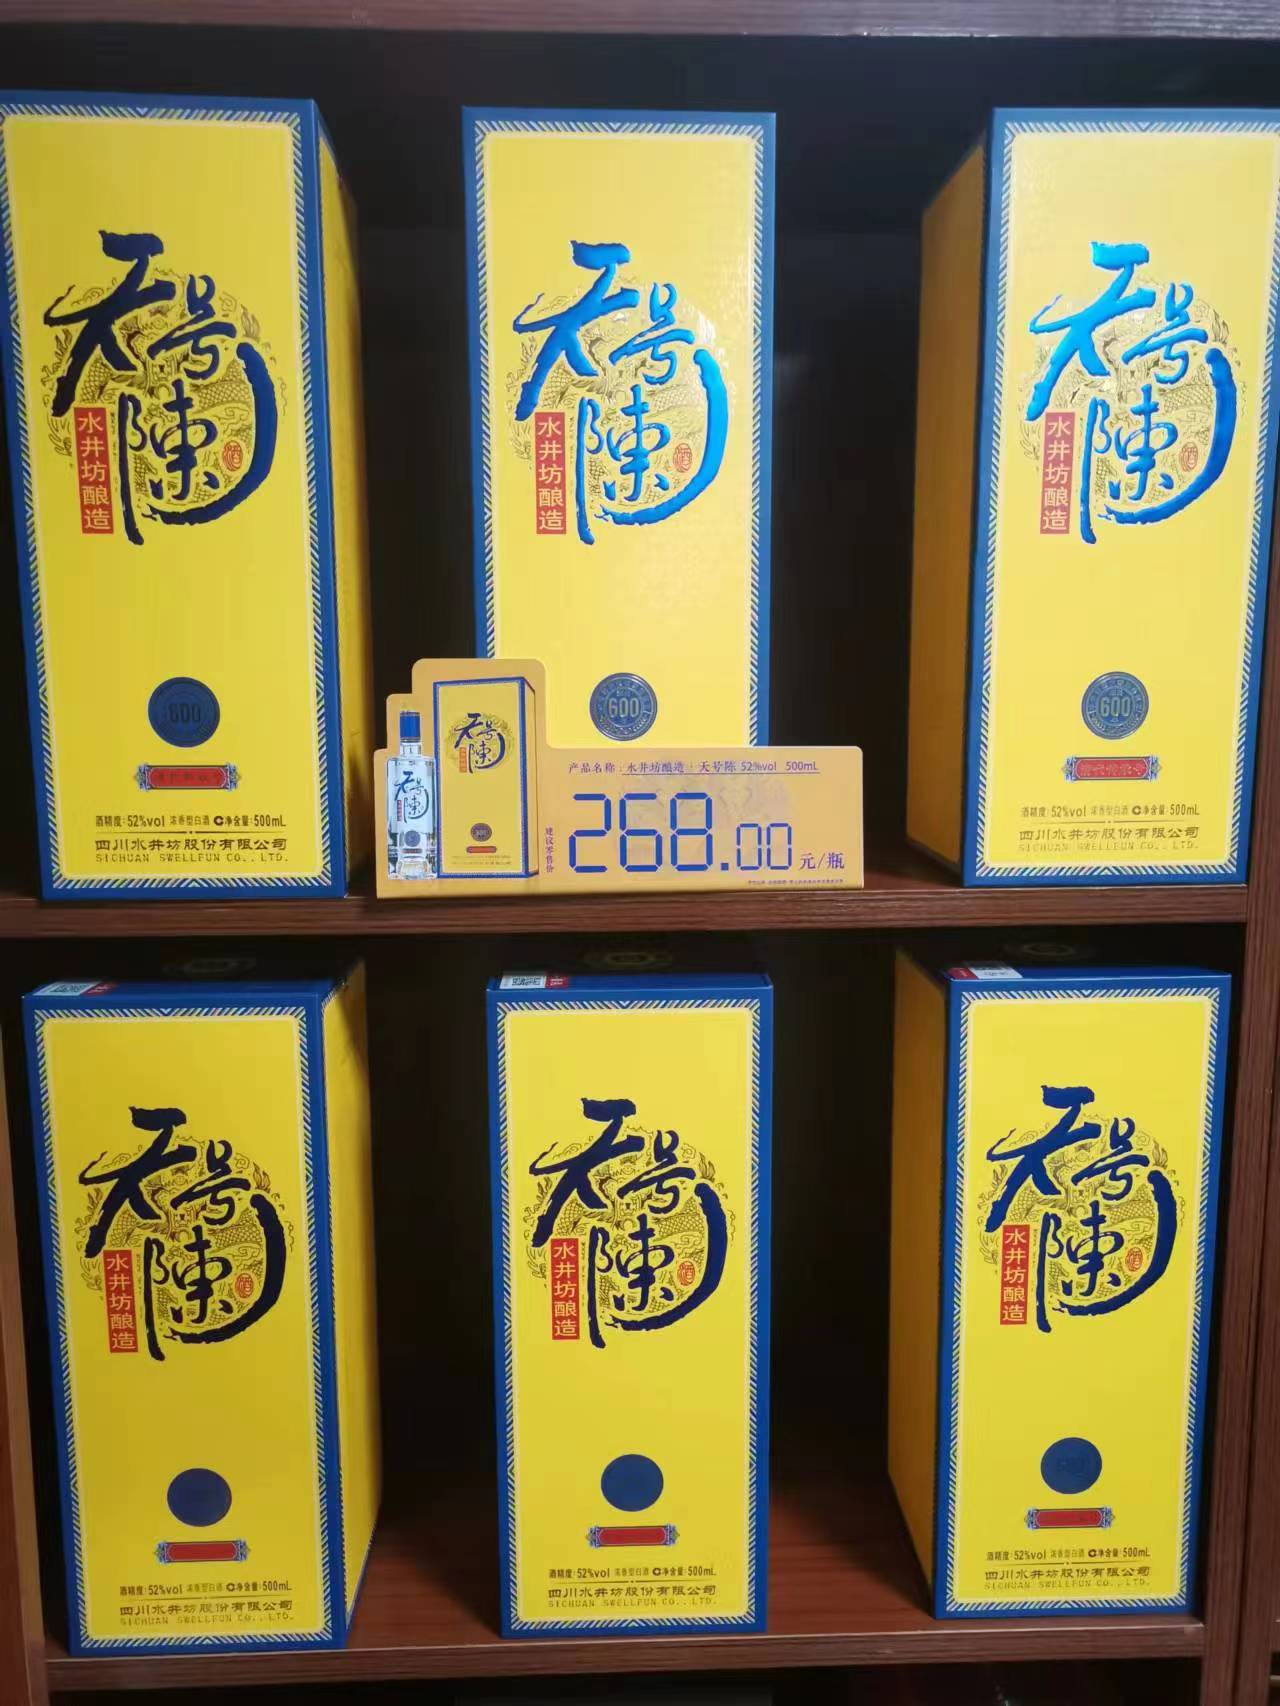 天号陳
水井坊酿造
600
酒精度:52%vol 浓香型白酒 净含量:500mL
四川水井坊股份有限公司
SICHUAN SWELLFUN CO., LTD.
天号陳
水井坊酿造
600
天号陳
水井坊酿造
600
酒精度:52%vol 浓香型白酒 净含量:500mL
四川水井坊股份有限公司
SICHUAN SWELLFUN CO., LTD.
天号陳
天号陳
产品名称:水井坊酿造·天号陈 52%vol 500mL
建议零售价
268.00 元/瓶
天号陳
水井坊酿造
酒精度:52%vol 浓香型白酒 净含量:500mL
四川水井坊股份有限公司
SICHUAN SWELLFUN CO., LTD.
天号陳
水井坊酿造
酒精度:52%vol 浓香型白酒 净含量:500mL
四川水井坊股份有限公司
SICHUAN SWELLFUN CO., LTD.
天号陳
水井坊酿造
酒精度:52%vol 浓香型白酒 净含量:500mL
四川水井坊股份有限公司
SICHUAN SWELLFUN CO., LTD.